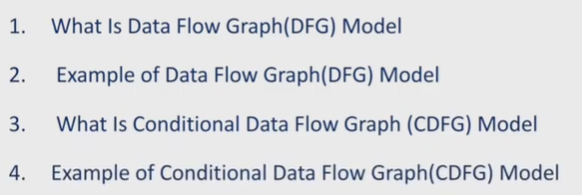 1. What Is Data Flow Graph(DFG) Model
2. Example of Data Flow Graph(DFG) Model
3. What Is Conditional Data Flow Graph (CDFG) Model
4. Example of Conditional Data Flow Graph(CDFG) Model